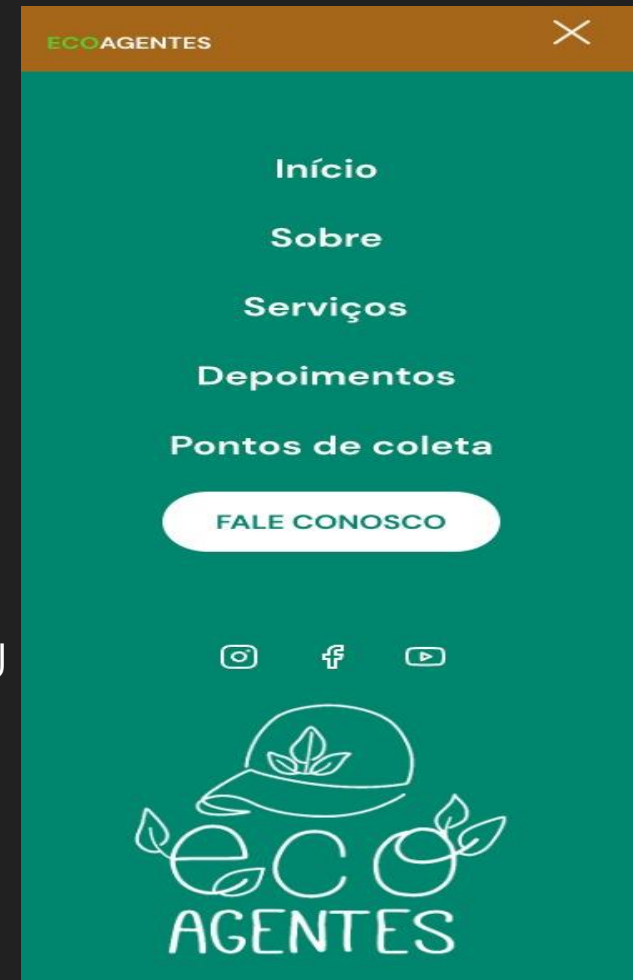 ECOAGENTES
Início
Sobre
Serviços
Depoimentos
Pontos de coleta
FALE CONOSCO
eco
AGENTES